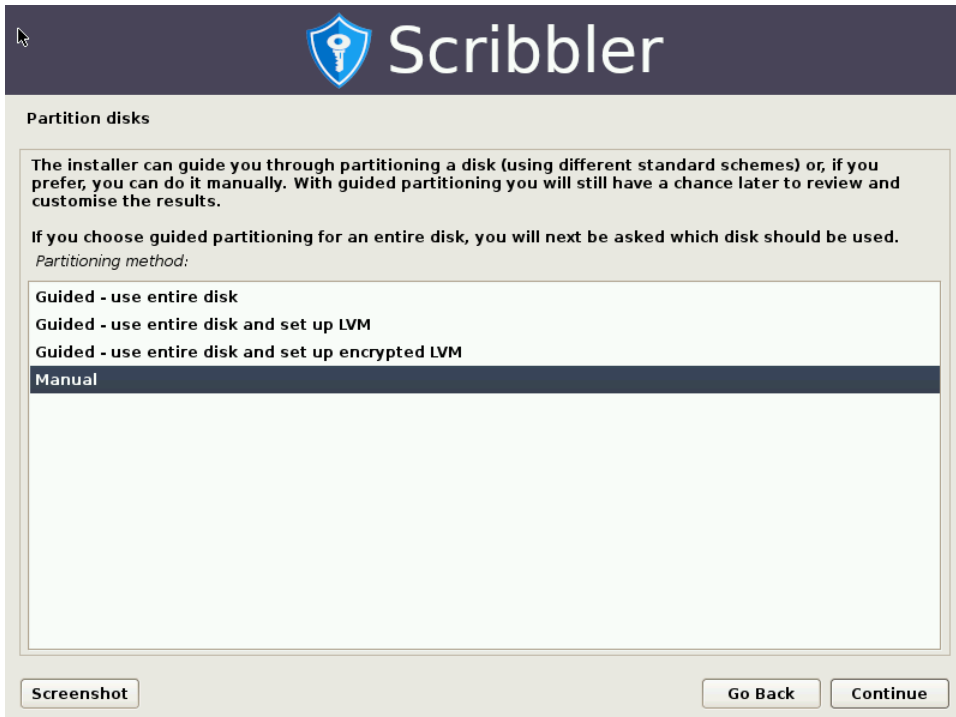 Scribbler
Partition disks
The installer can guide you through partitioning a disk (using different standard schemes) or, if you
prefer, you can do it manually. With guided partitioning you will still have a chance later to review and
customise the results.
If you choose guided partitioning for an entire disk, you will next be asked which disk should be used.
Partitioning method:
Guided - use entire disk
Guided - use entire disk and set up LVM
Guided - use entire disk and set up encrypted LVM
Manual
Screenshot
Go Back
Continue